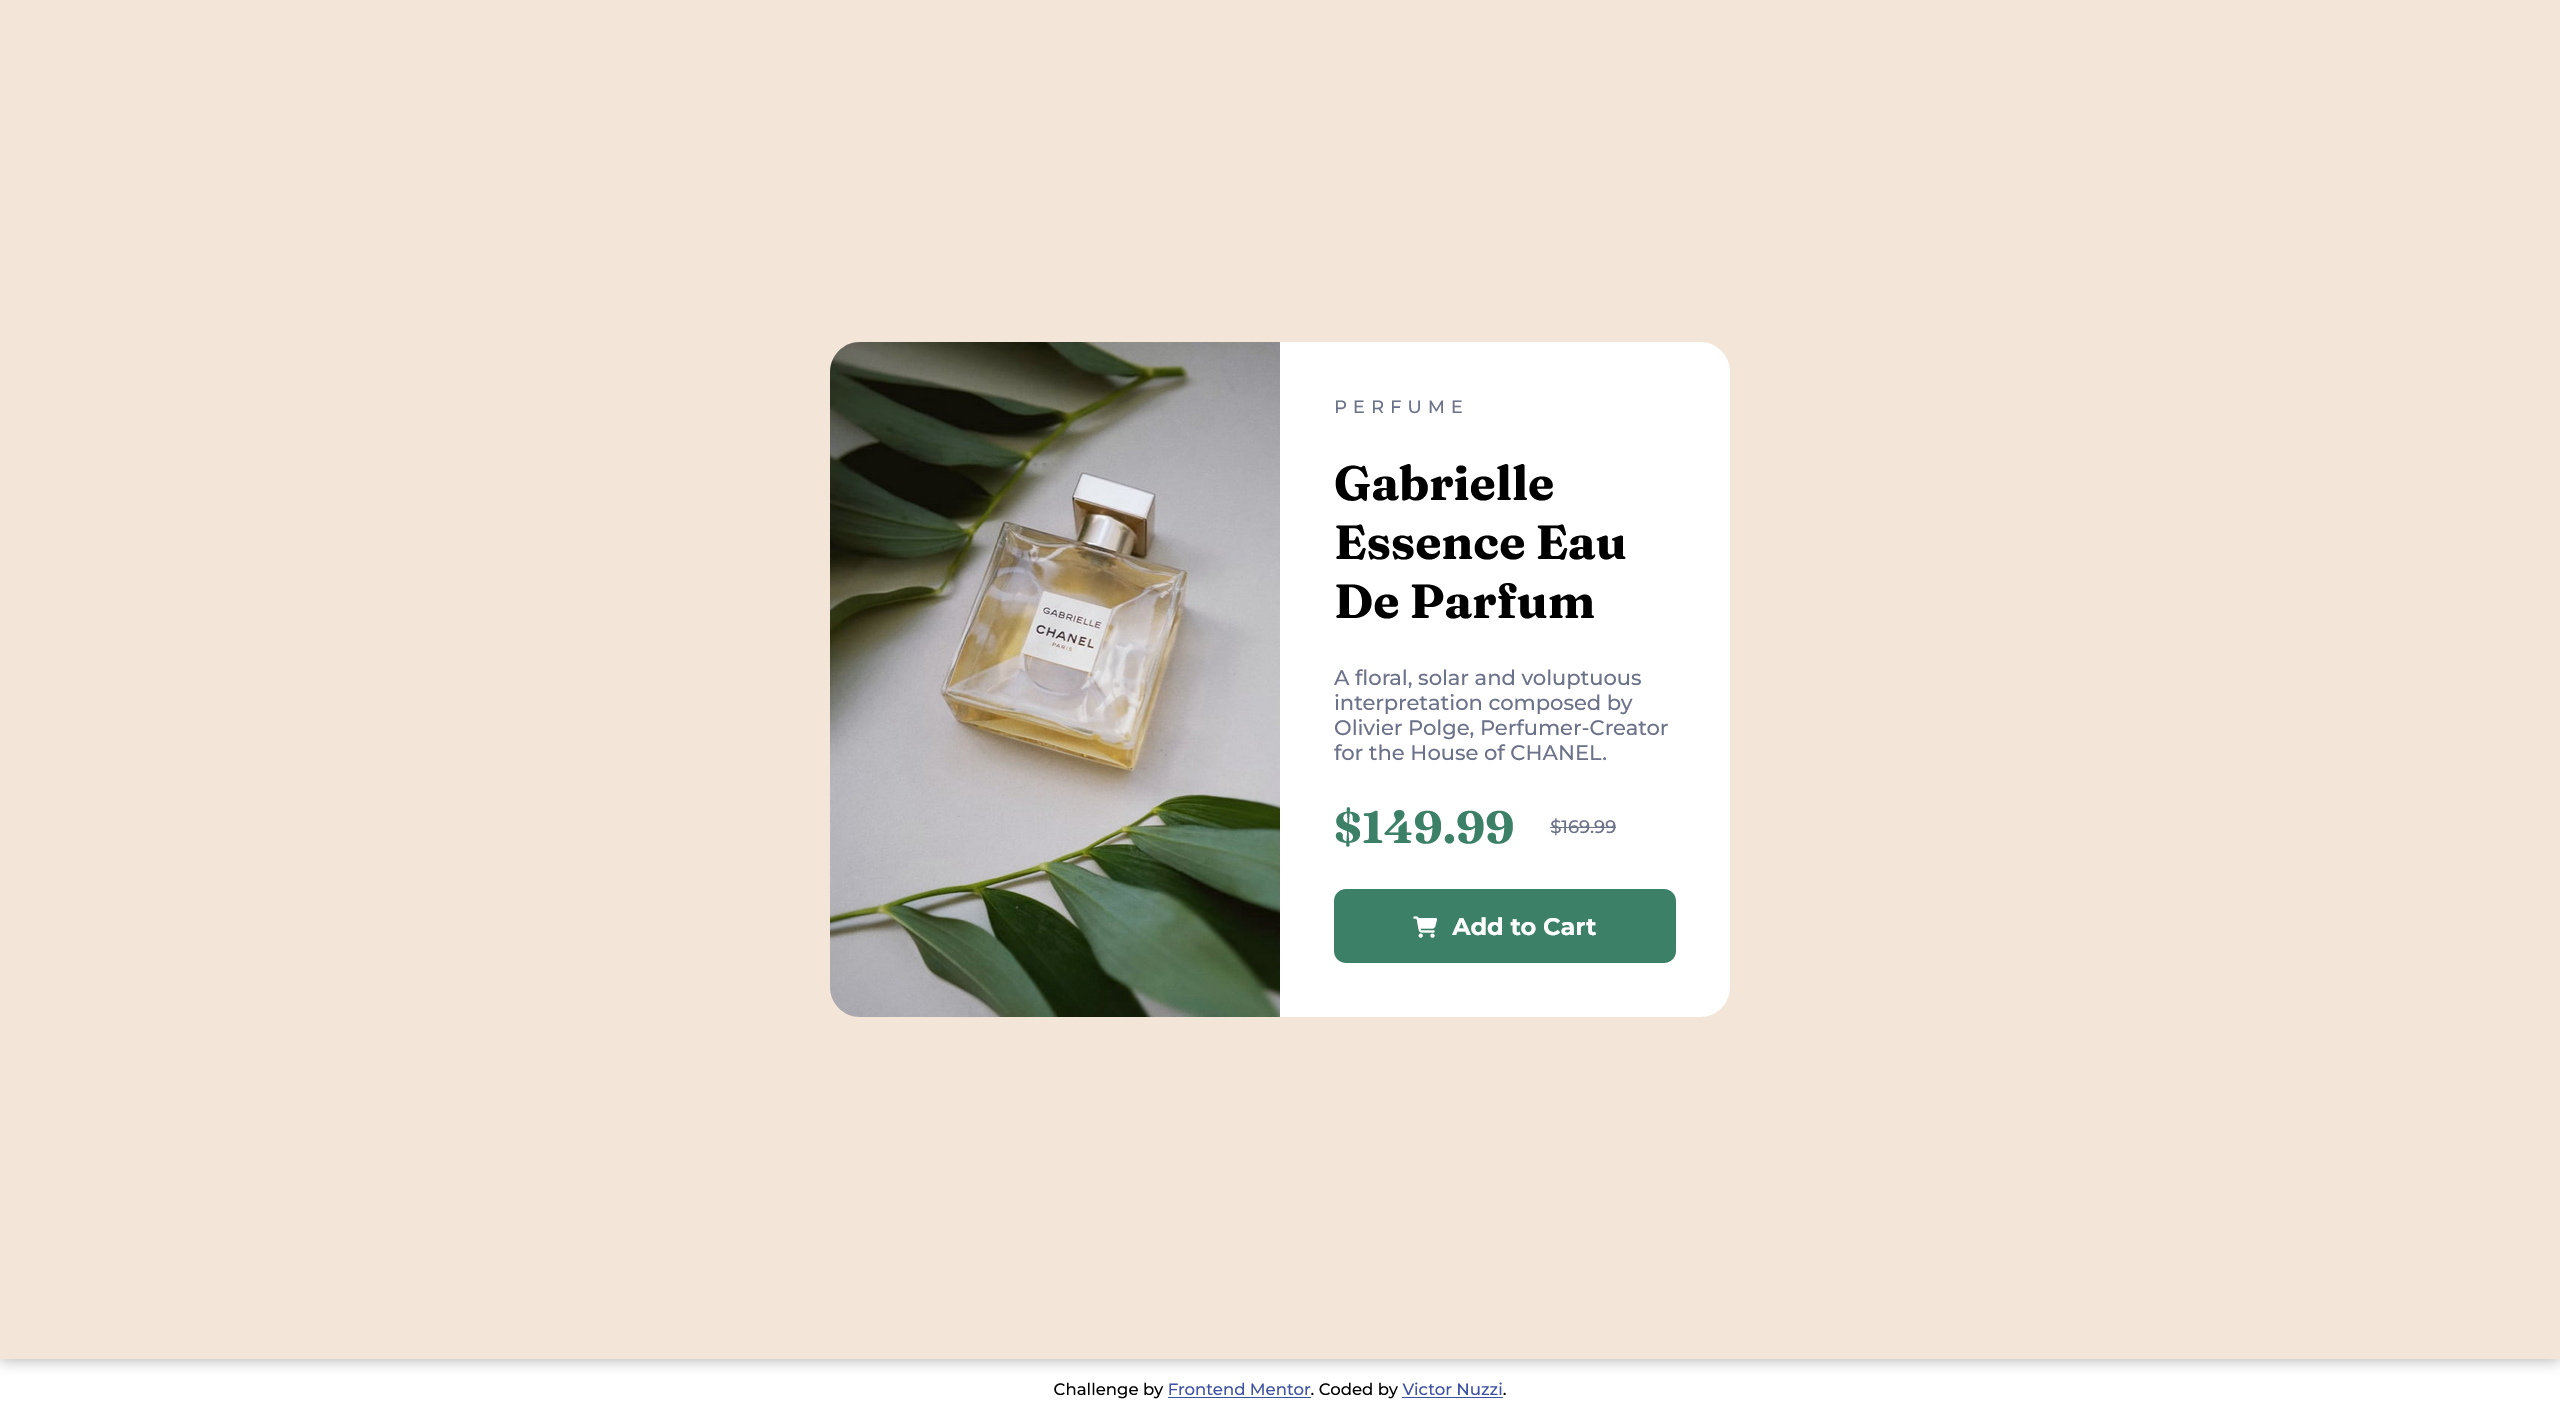 GABRIELLE
CHANEL
PARIS
PERFUME
Gabrielle
Essence Eau
De Parfum
A floral, solar and voluptuous
interpretation composed by
Olivier Polge, Perfumer-Creator
for the House of CHANEL.
$149.99 $169.99
Add to Cart
Challenge by Frontend Mentor. Coded by Victor Nuzzi.